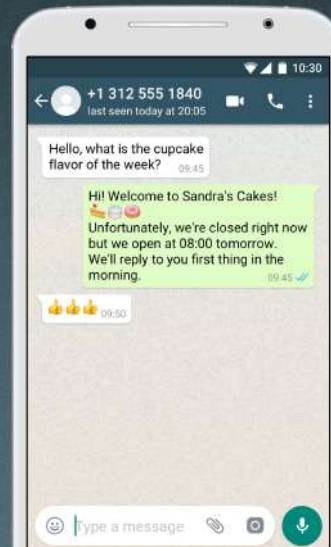 10:30
+1 312 555 1840
last seen today at 20:05
Hello, what is the cupcake
flavor of the week? 09:45
Hi! Welcome to Sandra's Cakes!
🍰🍥🍩
Unfortunately, we're closed right now
but we open at 08:00 tomorrow.
We'll reply to you first thing in the
morning. 09:45
👍👍👍 09:50
Type a message